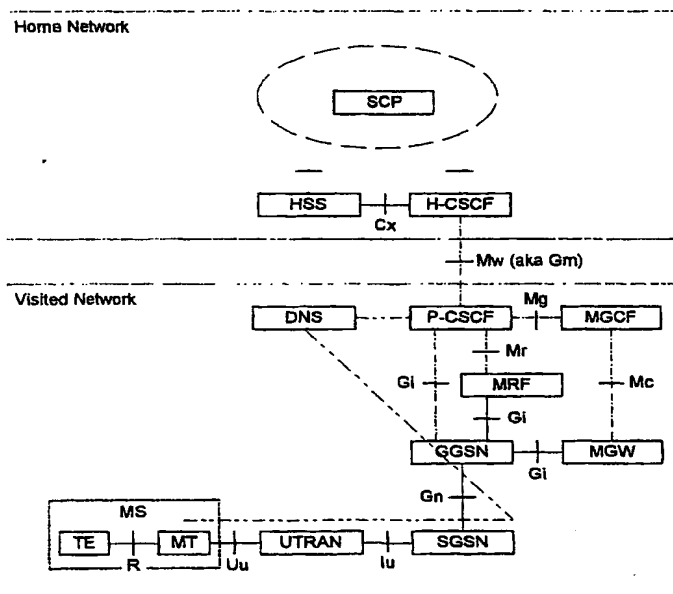 Home Network
SCP
HSS
H-CSCF
Cx
Mw (aka Gm)
Visited Network
Mg
DNS
P-CSCF
MGCF
Mr
Gi
MRF
Mc
Gi
GGSN
MGW
Gi
Gn
MS
TE
MT
UTRAN
SGSN
R
Uu
Iu